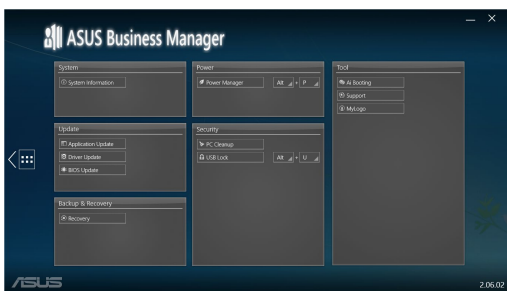 ASUS Business Manager
System
System Information
Power
Power Manager
Alt + P
Tool
Ai Booting
Support
MyLogo
Update
Application Update
Driver Update
BIOS Update
Security
PC Cleanup
USB Lock
Alt + U
Backup & Recovery
Recovery
ASUS
2.06.02